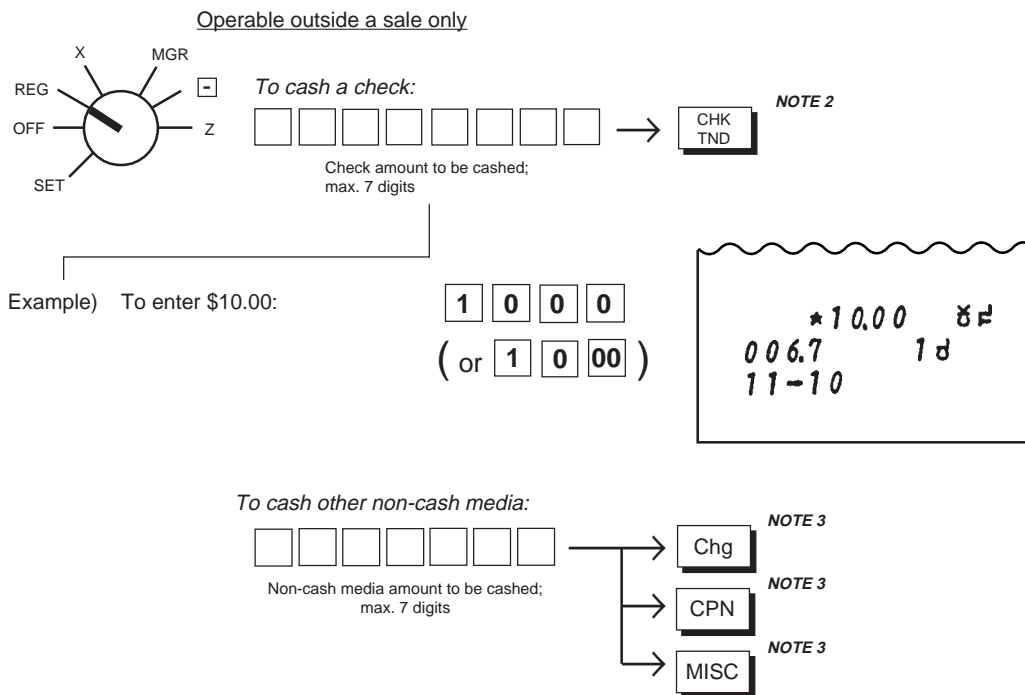 Operable outside a sale only
X
MGR
REG
-
OFF
Z
SET
To cash a check:
CHK
TND
NOTE 2
Check amount to be cashed;
max. 7 digits
Example) To enter $10.00:
1 0 0 0
( or 1 0 00 )
*10.00
006.7 1
11-10
To cash other non-cash media:
Non-cash media amount to be cashed;
max. 7 digits
Chg
NOTE 3
CPN
NOTE 3
MISC
NOTE 3